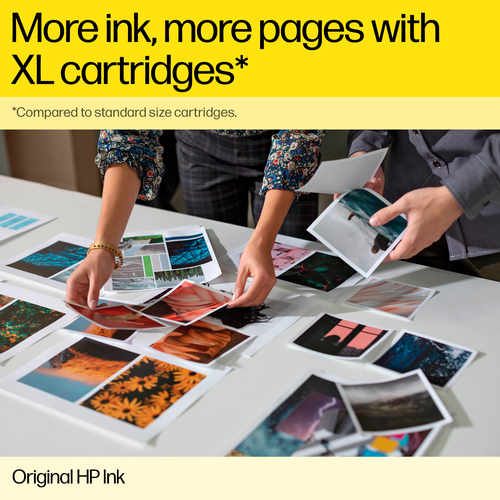 More ink, more pages with
XL cartridges*
*Compared to standard size cartridges.
Original HP Ink